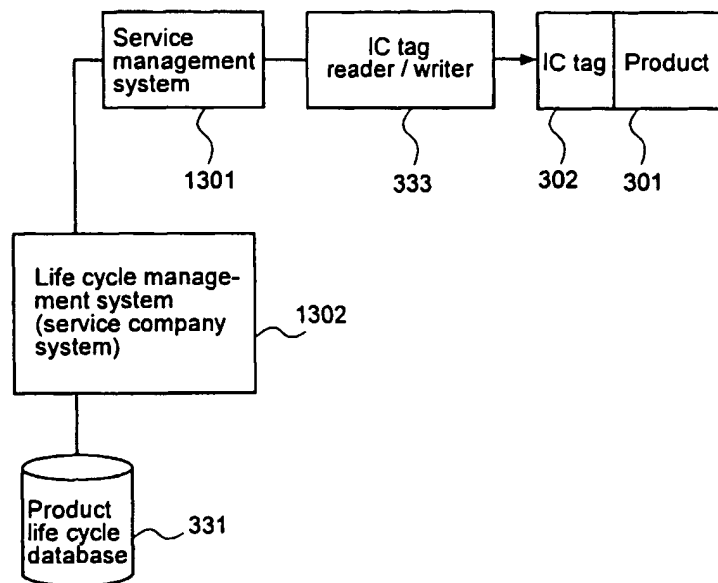 Service
management
system
IC tag
reader / writer
IC tag
Product
1301
333
302
301
Life cycle manage-
ment system
(service company
system)
1302
Product
life cycle
database
331